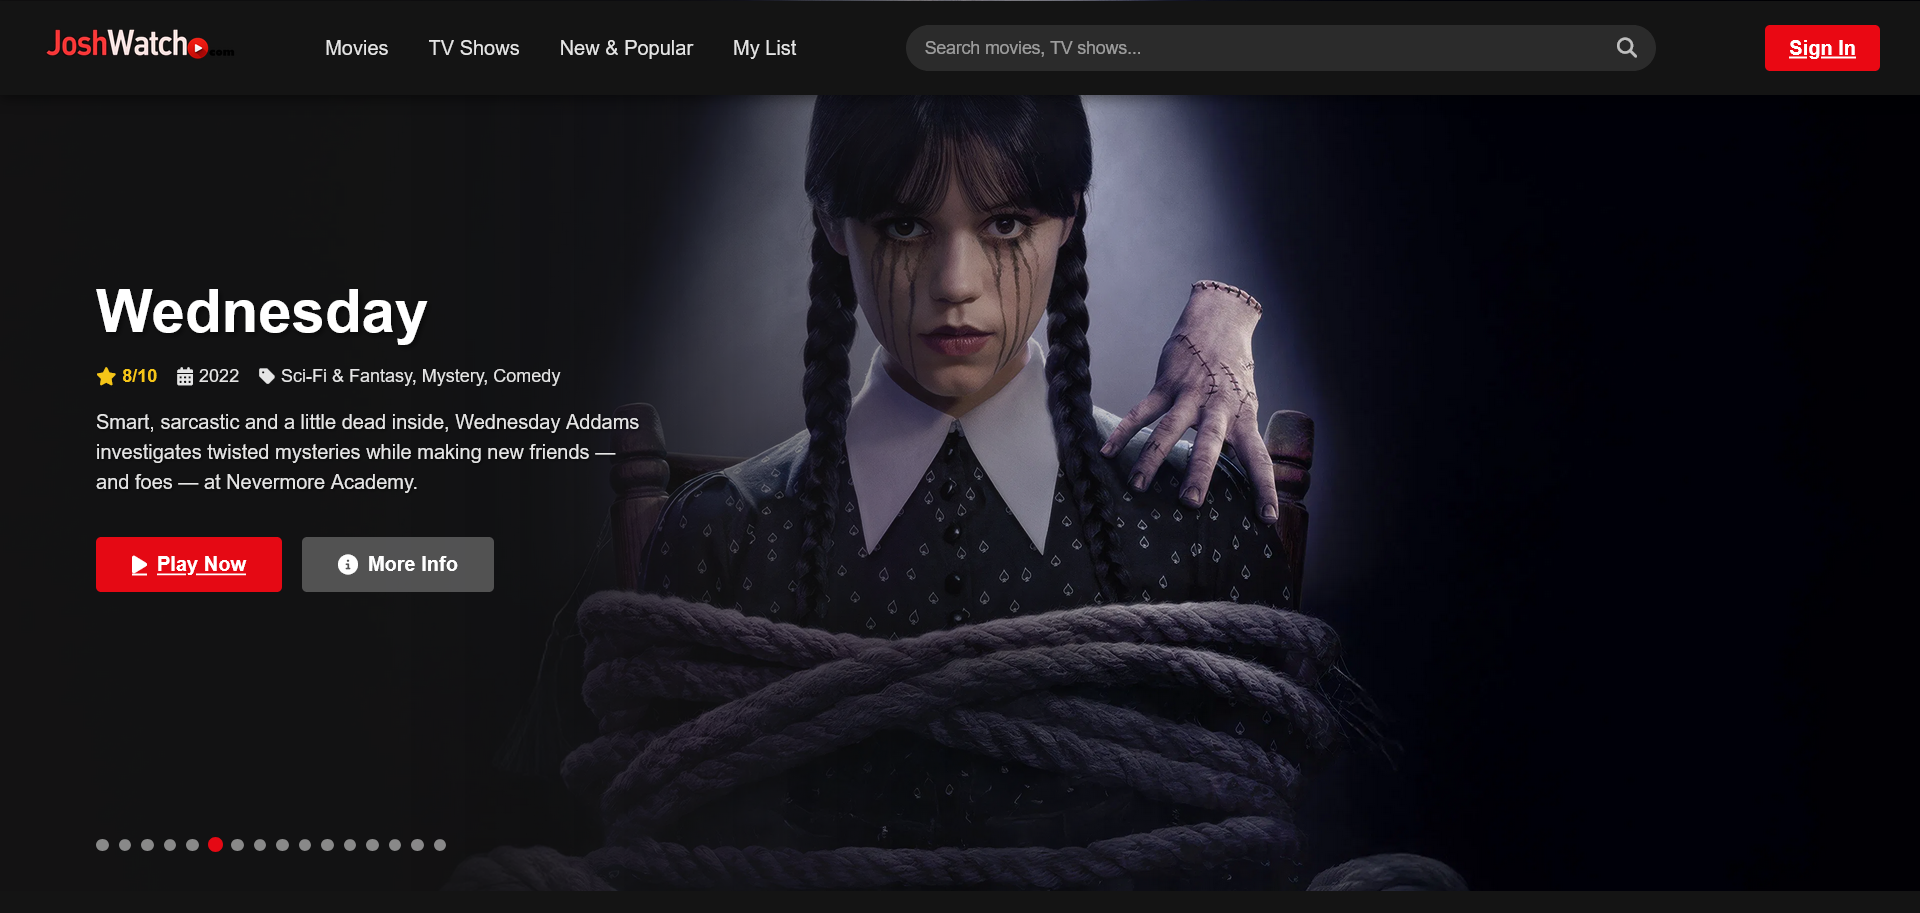 JoshWatch.com
Movies
TV Shows
New & Popular
My List
Search movies, TV shows...
Sign In
Wednesday
8/10 2022 Sci-Fi & Fantasy, Mystery, Comedy
Smart, sarcastic and a little dead inside, Wednesday Addams
investigates twisted mysteries while making new friends —
and foes — at Nevermore Academy.
Play Now
More Info